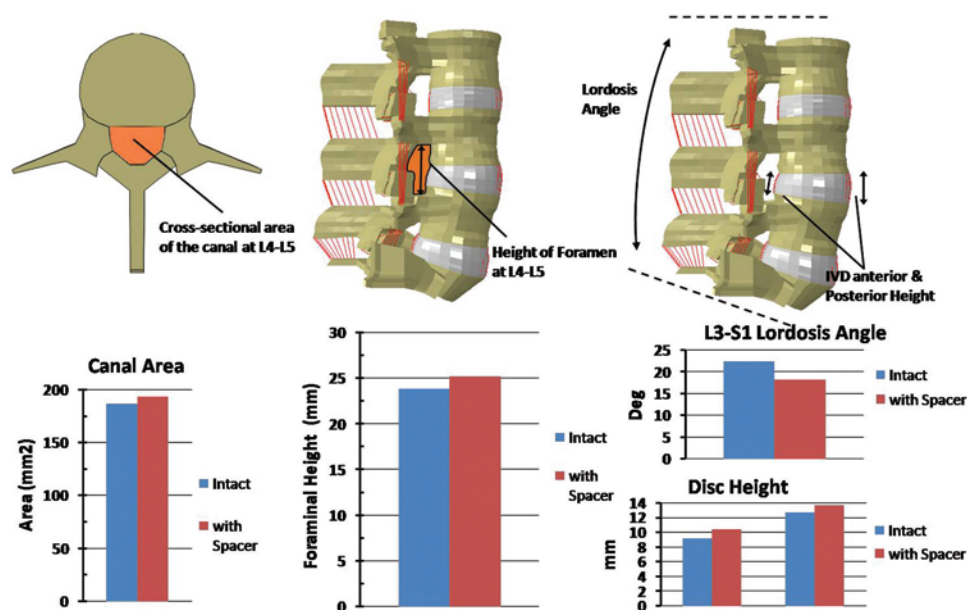 Cross-sectional area
of the canal at L4-L5
Height of Foramen
at L4-L5
Lordosis
Angle
IVD anterior &
Posterior Height
Canal Area
Area (mm2)
200
150
100
50
0
Intact
with
Spacer
Foraminal Height (mm)
30
25
20
15
10
5
0
Intact
with
Spacer
L3-S1 Lordosis Angle
Deg
25
20
15
10
5
0
Intact
with Spacer
Disc Height
mm
14
12
10
8
6
4
2
0
Intact
with Spacer